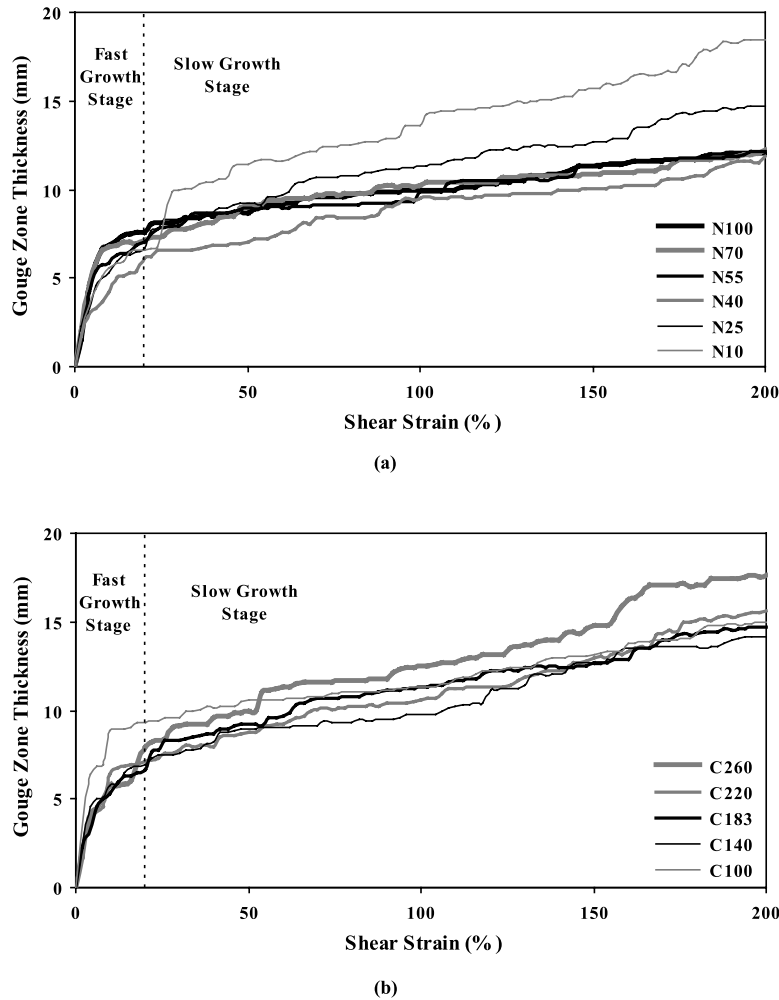 20
Fast
Growth
Stage
Slow Growth
Stage
15
10
5
0
Gouge Zone Thickness (mm)
N100
N70
N55
N40
N25
N10
0 50 100 150 200
Shear Strain (%)
(a)
20
Fast
Growth
Stage
Slow Growth
Stage
15
10
5
0
Gouge Zone Thickness (mm)
C260
C220
C183
C140
C100
0 50 100 150 200
Shear Strain (%)
(b)